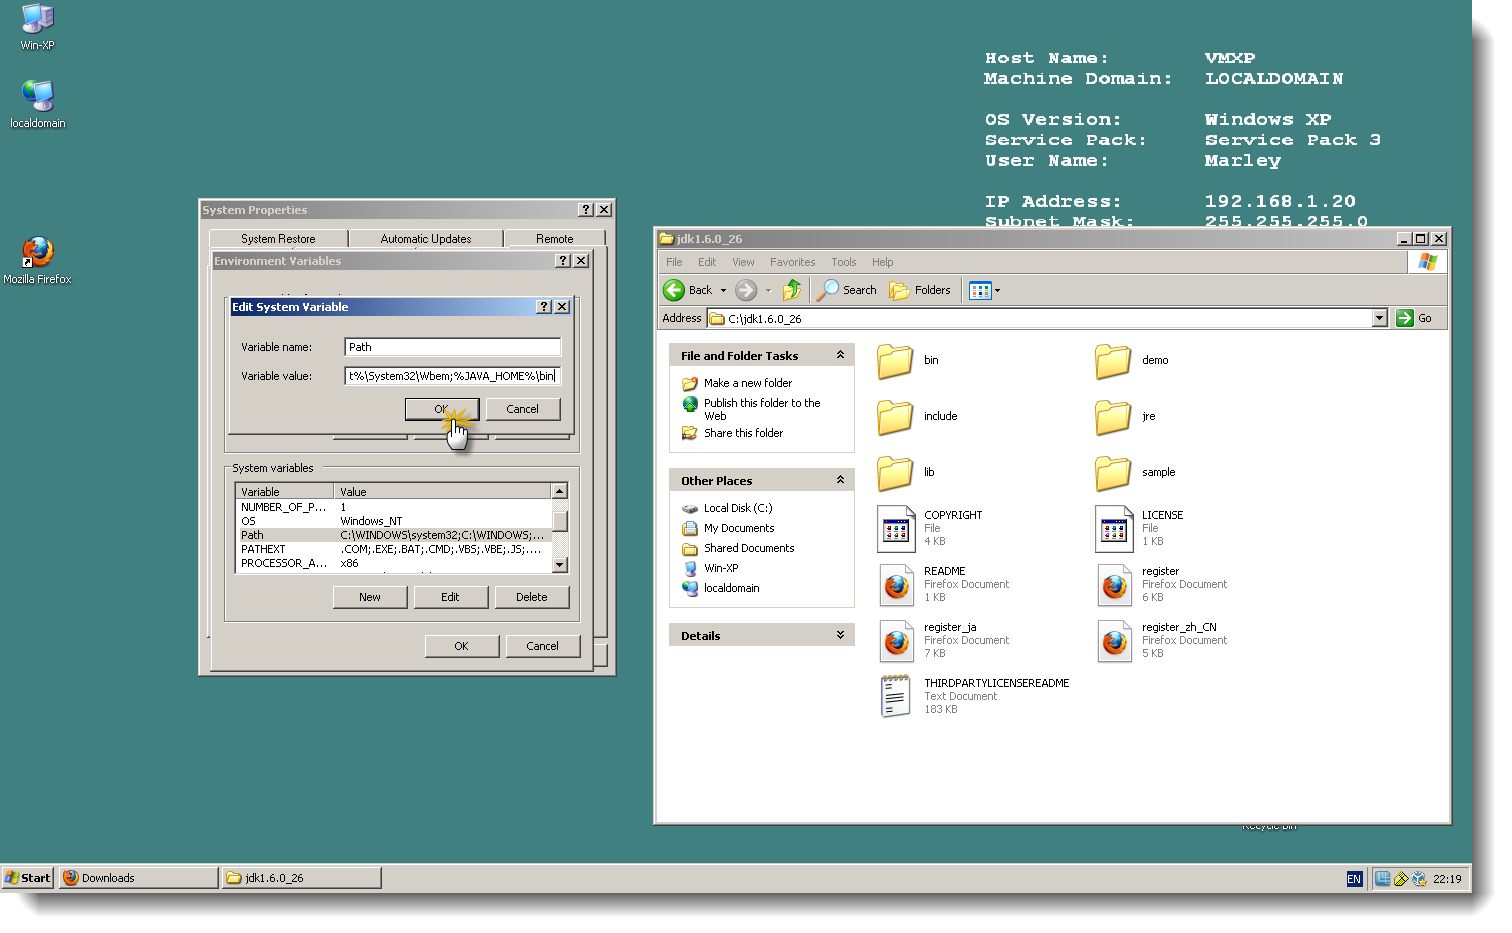 Win-XP
localdomain
Mozilla Firefox
Host Name: VMXP
Machine Domain: LOCALDOMAIN
OS Version: Windows XP
Service Pack: Service Pack 3
User Name: Marley
IP Address: 192.168.1.20
Subnet Mask: 255.255.255.0
System Properties
System Restore Automatic Updates Remote
Environment Variables
Edit System Variable
Variable name: Path
Variable value: t%\System32\Wbem;%JAVA_HOME%\bin
OK Cancel
System variables
Variable Value
NUMBER_OF_P... 1
OS Windows_NT
Path C:\WINDOWS\system32;C:\WINDOWS;...
PATHEXT .COM;.EXE;.BAT;.CMD;.VBS;.VBE;.JS;....
PROCESSOR_A... x86
New Edit Delete
OK Cancel
jdk1.6.0_26
File Edit View Favorites Tools Help
Back Search Folders
Address C:\jdk1.6.0_26 Go
File and Folder Tasks
Make a new folder
Publish this folder to the
Web
Share this folder
Other Places
Local Disk (C:)
My Documents
Shared Documents
Win-XP
localdomain
Details
bin
demo
include
jre
lib
sample
COPYRIGHT
File
4 KB
LICENSE
File
1 KB
README
Firefox Document
1 KB
register
Firefox Document
6 KB
register_ja
Firefox Document
7 KB
register_zh_CN
Firefox Document
5 KB
THIRDPARTYLICENSEREADME
Text Document
183 KB
Recycle Bin
Start Downloads jdk1.6.0_26 EN 22:19